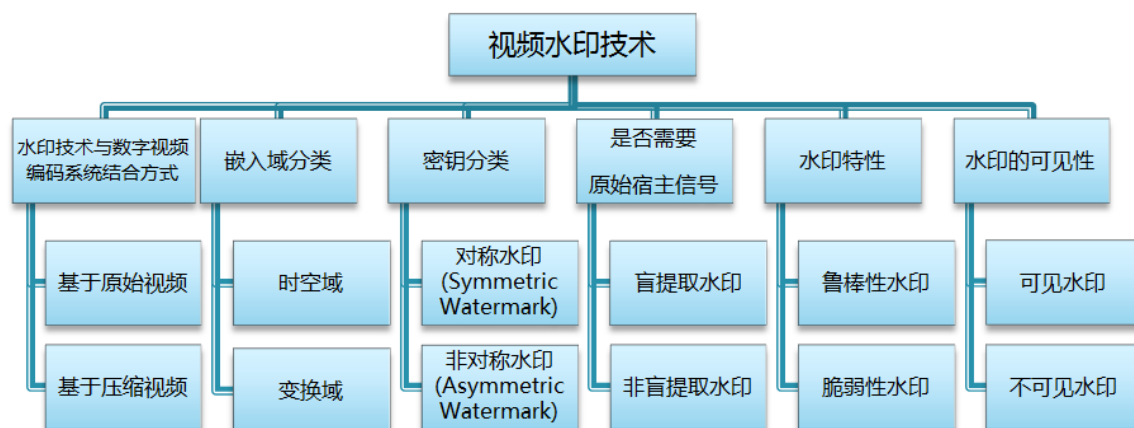 视频水印技术
水印技术与数字视频
编码系统结合方式
嵌入域分类
密钥分类
是否需要
原始宿主信号
水印特性
水印的可见性
基于原始视频
时空域
对称水印
(Symmetric
Watermark)
盲提取水印
鲁棒性水印
可见水印
基于压缩视频
变换域
非对称水印
(Asymmetric
Watermark)
非盲提取水印
脆弱性水印
不可见水印